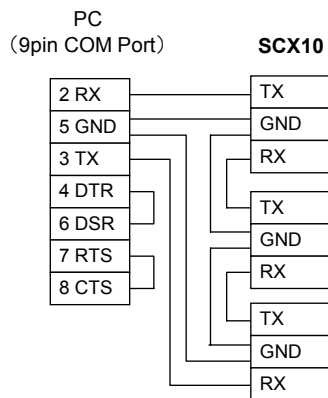 PC
（9pin COM Port）
SCX10
2 RX
5 GND
3 TX
4 DTR
6 DSR
7 RTS
8 CTS
TX
GND
RX
TX
GND
RX
TX
GND
RX